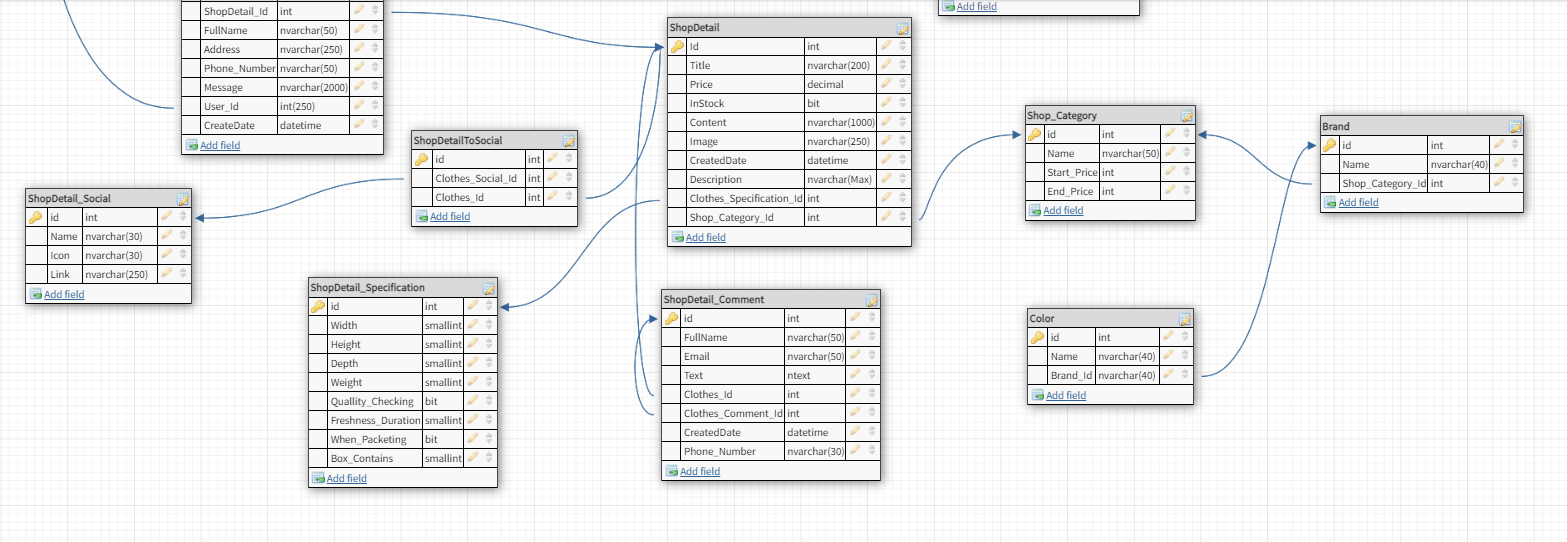 ShopDetail_Id int
FullName nvarchar(50)
Address nvarchar(250)
Phone_Number nvarchar(50)
Message nvarchar(2000)
User_Id int(250)
CreateDate datetime
Add field
Add field
ShopDetail
Id int
Title nvarchar(200)
Price decimal
InStock bit
Content nvarchar(1000)
Image nvarchar(250)
CreatedDate datetime
Description nvarchar(Max)
Clothes_Specification_Id int
Shop_Category_Id int
Add field
ShopDetailToSocial
id int
Clothes_Social_Id int
Clothes_Id int
Add field
ShopDetail_Social
id int
Name nvarchar(30)
Icon nvarchar(30)
Link nvarchar(250)
Add field
Shop_Category
id int
Name nvarchar(50)
Start_Price int
End_Price int
Add field
Brand
id int
Name nvarchar(40)
Shop_Category_Id int
Add field
ShopDetail_Specification
id int
Width smallint
Height smallint
Depth smallint
Weight smallint
Quallity_Checking bit
Freshness_Duration smallint
When_Packeting bit
Box_Contains smallint
Add field
ShopDetail_Comment
id int
FullName nvarchar(50)
Email nvarchar(50)
Text ntext
Clothes_Id int
Clothes_Comment_Id int
CreatedDate datetime
Phone_Number nvarchar(30)
Add field
Color
id int
Name nvarchar(40)
Brand_Id nvarchar(40)
Add field